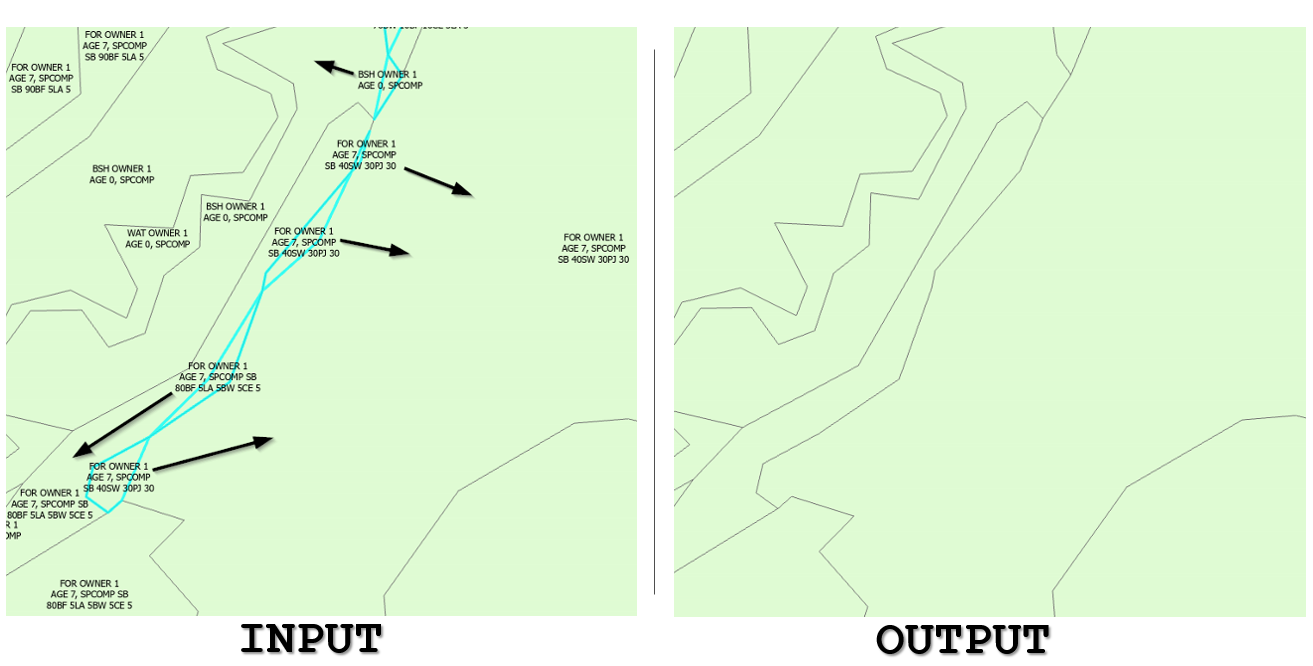 FOR OWNER 1
AGE 7, SPCOMP
SB 90BF 5LA 5
FOR OWNER 1
AGE 7, SPCOMP
SB 90BF 5LA 5
BSH OWNER 1
AGE 0, SPCOMP
FOR OWNER 1
AGE 7, SPCOMP
SB 40SW 30PJ 30
BSH OWNER 1
AGE 0, SPCOMP
BSH OWNER 1
AGE 0, SPCOMP
WAT OWNER 1
AGE 0, SPCOMP
FOR OWNER 1
AGE 7, SPCOMP
SB 40SW 30PJ 30
FOR OWNER 1
AGE 7, SPCOMP
SB 40SW 30PJ 30
FOR OWNER 1
AGE 7, SPCOMP SB
80BF 5LA 5BW 5CE 5
FOR OWNER 1
AGE 7, SPCOMP
SB 40SW 30PJ 30
FOR OWNER 1
AGE 7, SPCOMP SB
80BF 5LA 5BW 5CE 5
R 1
OMP
FOR OWNER 1
AGE 7, SPCOMP SB
80BF 5LA 5BW 5CE 5
INPUT
OUTPUT